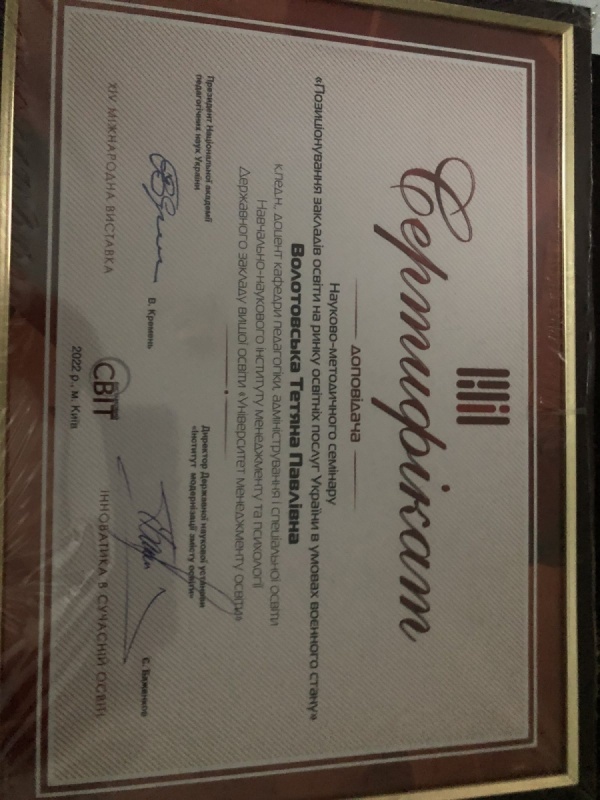 Сертифікат
доповідача
Науково-методичного семінару
«Позиціонування закладів освіти на ринку освітніх послуг України в умовах воєнного стану»
Волотовська Тетяна Павлівна
к.пед.н, доцент кафедри педагогіки, адміністрування і спеціальної освіти
Навчально-наукового інституту менеджменту та психології
Державного закладу вищої освіти «Університет менеджменту освіти»
Президент Національної академії
педагогічних наук України
В. Кремень
Директор Державної наукової установи
«Інститут модернізації змісту освіти»
Є. Баженков
XIV МІЖНАРОДНА ВИСТАВКА
СВІТ
ІННОВАТИКА В СУЧАСНІЙ ОСВІТІ
2022 р., м. Київ